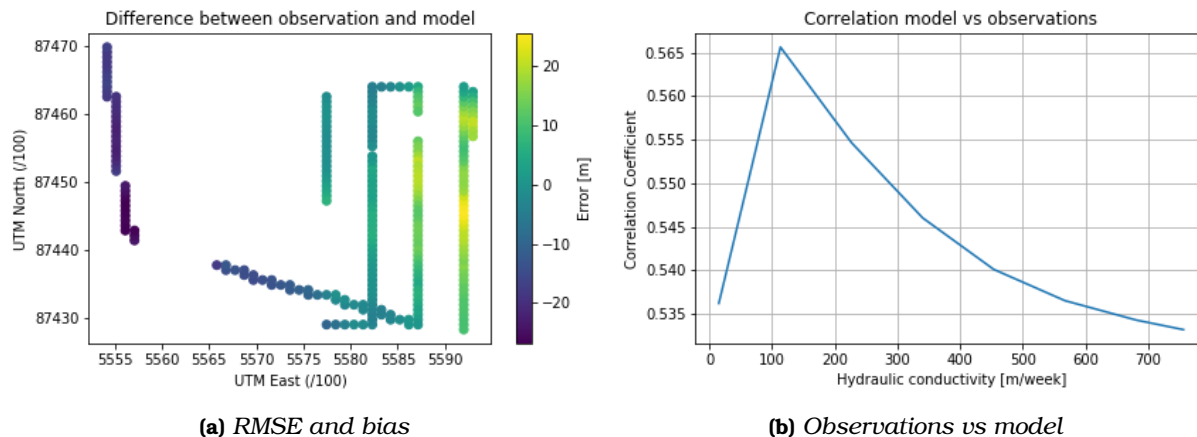 Difference between observation and model
87470
87460
87450
87440
87430
UTM North (/100)
5555 5560 5565 5570 5575 5580 5585 5590
UTM East (/100)
20
10
0
−10
−20
Error [m]
(a) RMSE and bias
Correlation model vs observations
0.565
0.560
0.555
0.550
0.545
0.540
0.535
Correlation Coefficient
0 100 200 300 400 500 600 700
Hydraulic conductivity [m/week]
(b) Observations vs model